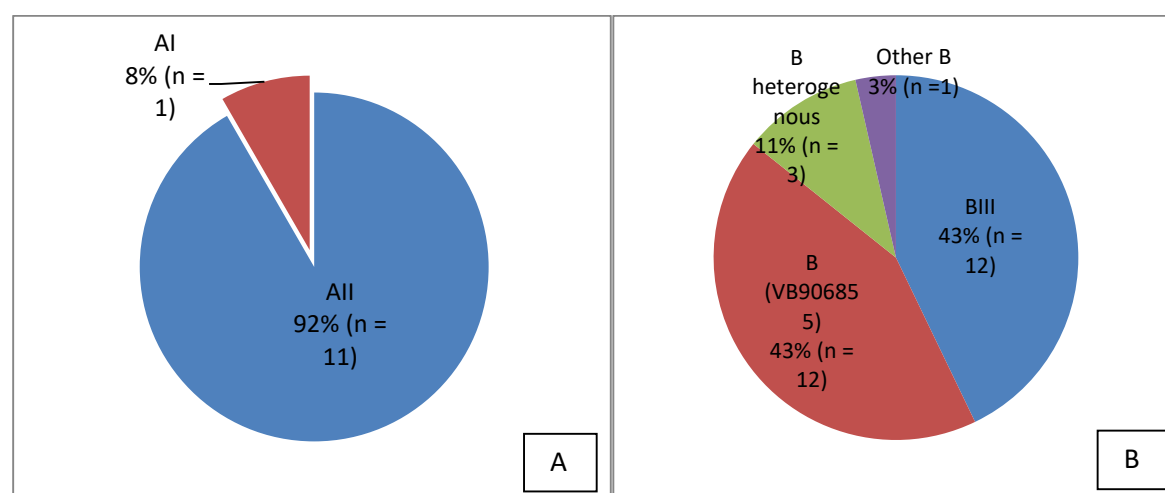 AI
8% (n =
1)
AII
92% (n =
11)
A
B
heteroge
nous
11% (n =
3)
Other B
3% (n =1)
BIII
43% (n =
12)
B
(VB90685
5)
43% (n =
12)
B